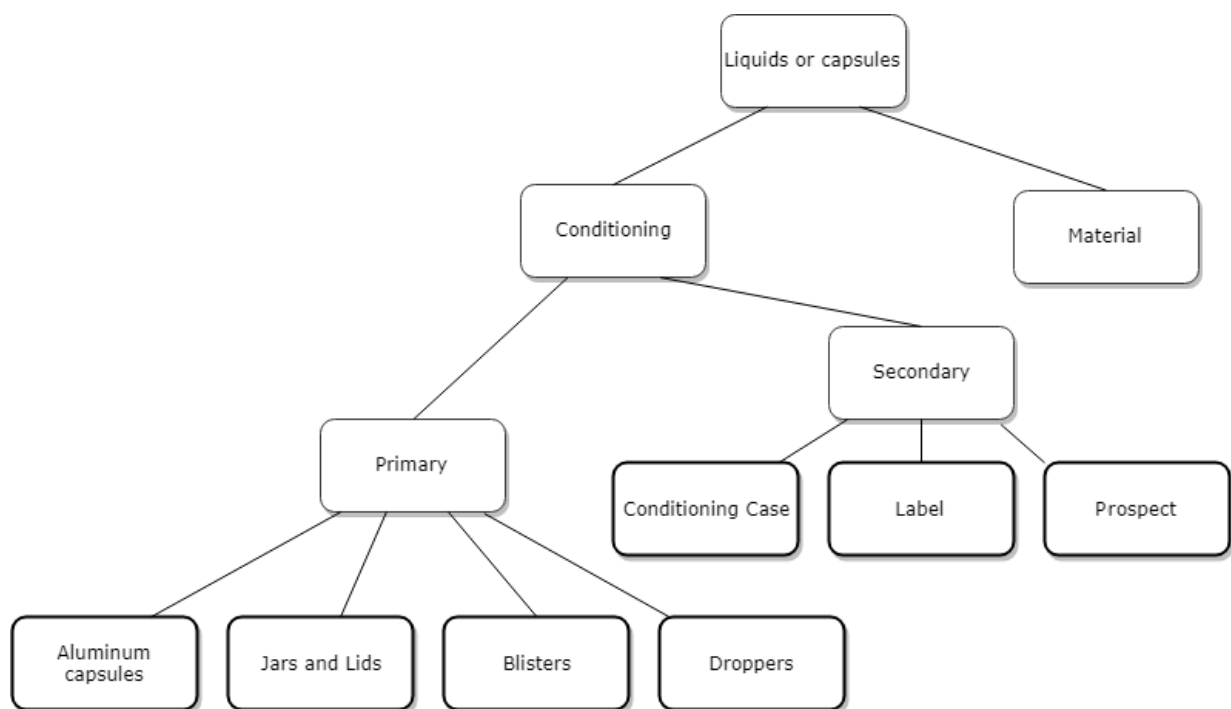 Liquids or capsules
Conditioning
Material
Secondary
Primary
Conditioning Case
Label
Prospect
Aluminum
capsules
Jars and Lids
Blisters
Droppers